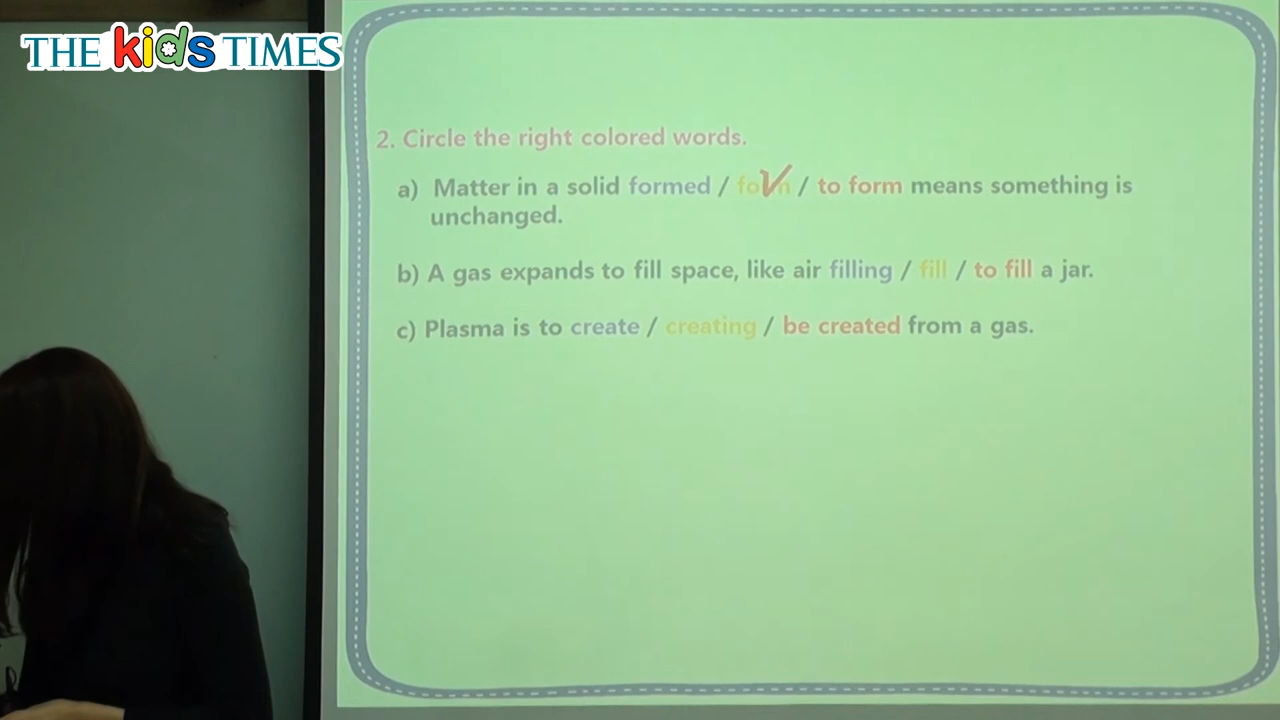 THE kids TIMES
2. Circle the right colored words.
a) Matter in a solid formed / form / to form means something is
unchanged.
b) A gas expands to fill space, like air filling / fill / to fill a jar.
c) Plasma is to create / creating / be created from a gas.